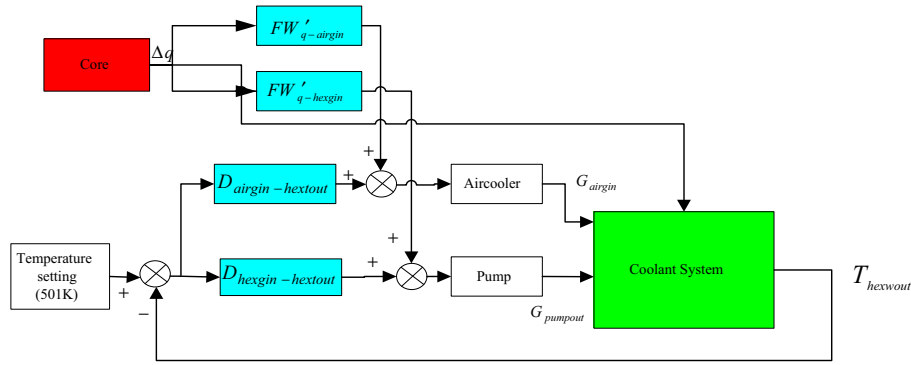 FW′q−airgin
Core
Δq
FW′q−hexgin
+
Dairgin−hextout
+
Aircooler
Gairgin
+
Temperature
setting
(501K)
+
−
Dhexgin−hextout
+
Pump
Gpumpout
Coolant System
Thexwout